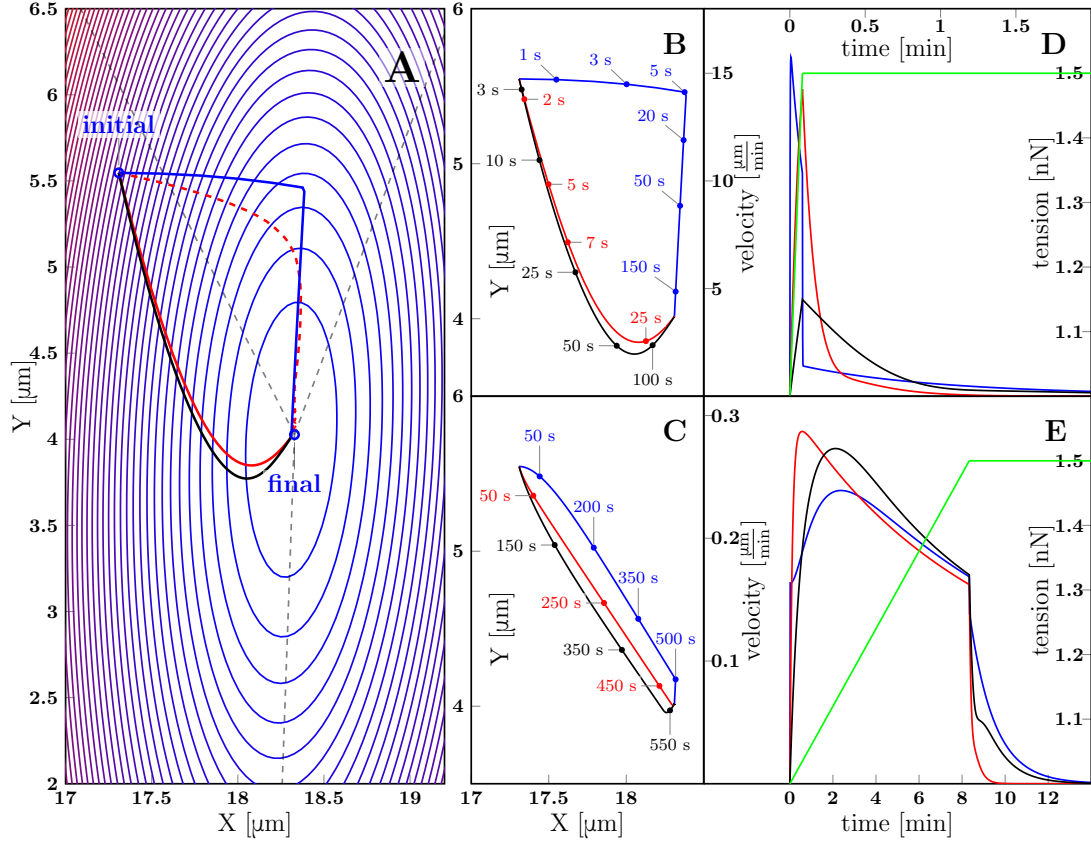 A
initial
final
6.5
6
5.5
5
4.5
4
3.5
3
2.5
2
17
17.5
18
18.5
19
X [µm]
Y [µm]
B
6
5
4
Y [µm]
1 s
3 s
5 s
3 s
2 s
20 s
10 s
5 s
50 s
7 s
25 s
150 s
25 s
50 s
100 s
C
6
5
4
Y [µm]
50 s
50 s
200 s
150 s
350 s
250 s
350 s
500 s
450 s
550 s
17
17.5
18
X [µm]
D
0
1
1.5
time [min]
15
10
5
velocity [µm/min]
1.5
1.4
1.3
1.2
1.1
tension [nN]
E
0.3
0.2
0.1
velocity [µm/min]
1.5
1.4
1.3
1.2
1.1
tension [nN]
0
2
4
6
8
10
12
time [min]